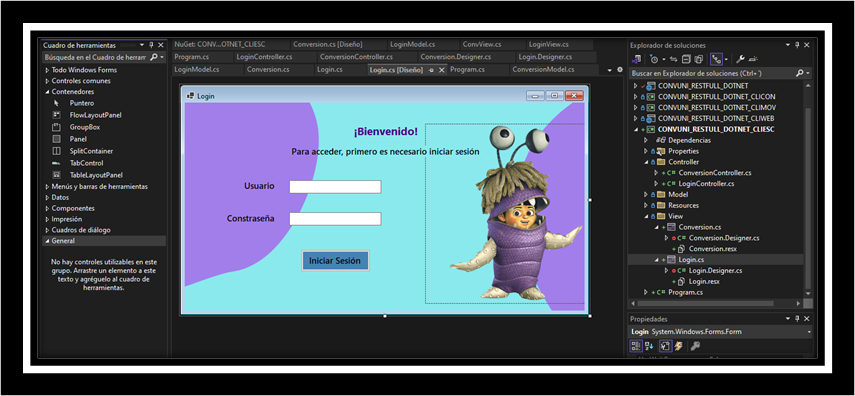 Cuadro de herramientas
Búsqueda en el Cuadro de herramr
Todo Windows Forms
Controles comunes
Contenedores
Puntero
FlowLayoutPanel
GroupBox
Panel
SplitContainer
TabControl
TableLayoutPanel
Menús y barras de herramientas
Datos
Componentes
Impresión
Cuadros de diálogo
General
No hay controles utilizables en este
grupo. Arrastre un elemento a este
texto y agréguelo al cuadro de
herramientas.
NuGet: CONV...OTNET_CLIESC
Conversion.cs [Diseño]
LoginModel.cs
ConvView.cs
LoginView.cs
Program.cs
LoginController.cs
ConversionController.cs
Conversion.Designer.cs
Login.Designer.cs
LoginModel.cs
Conversion.cs
Login.cs
Login.cs [Diseño]
Program.cs
ConversionModel.cs
Login
¡Bienvenido!
Para acceder, primero es necesario iniciar sesión
Usuario
Constraseña
Iniciar Sesión
Explorador de soluciones
Buscar en Explorador de soluciones (Ctrl+´)
CONVUNI_RESTFULL_DOTNET
CONVUNI_RESTFULL_DOTNET_CLICON
CONVUNI_RESTFULL_DOTNET_CLIMOV
CONVUNI_RESTFULL_DOTNET_CLIWEB
CONVUNI_RESTULL_DOTNET_CLIESC
Dependencias
Properties
Controller
ConversionController.cs
LoginController.cs
Model
Resources
View
Conversion.cs
Conversion.Designer.cs
Conversion.resx
Login.cs
Login.Designer.cs
Login.resx
Program.cs
Propiedades
Login System.Windows.Forms.Form